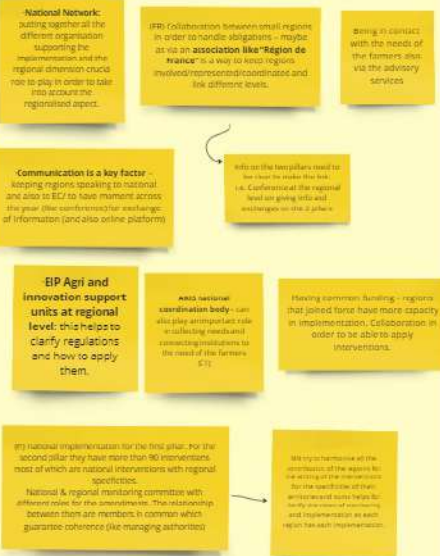 -National Network:
putting together all the
different organisation
supporting the
implementation and the
regional dimension crucial
role to play in order to take
into account the
regionalised aspect.
(FR) Collaboration between small regions
in order to handle obligations – maybe
as via an association like "Région de
France" is a way to keep regions
involved/represented/coordinated and
link different levels.
Being in contact
with the needs of
the farmers also
via the advisory
services
-Communication is a key factor –
keeping regions speaking to national
and also to EC/ to have moment across
the year (like conference) for exchange
of information (and also online platform)
Info on the two pillars need to
be clear to make the link:
i.e. Conference at the regional
level on giving info and
exchanges on the 2 pillars
-EIP Agri and
innovation support
units at regional
level: this helps to
clarify regulations
and how to apply
them.
AKIS national
coordination body – can
also play an important role
in collecting needs and
connecting institutions to
the need of the farmers
Having common funding – regions
that joined force have more capacity
in implementation. Collaboration in
order to be able to apply
interventions.
national implementation for the first pillar. For the
second pillar they have more than 90 interventions
most of which are national interventions with regional
specificities.
National & regional monitoring committee with
different roles for the amendments. The relationship
between them are members in common which
guarantee coherence (like managing authorities)
try to harmonise all the
contribution of the regions for
the writing of the interventions
for the specificities of their
territories and
of monitoring
and implementation as each
region has each implementation.